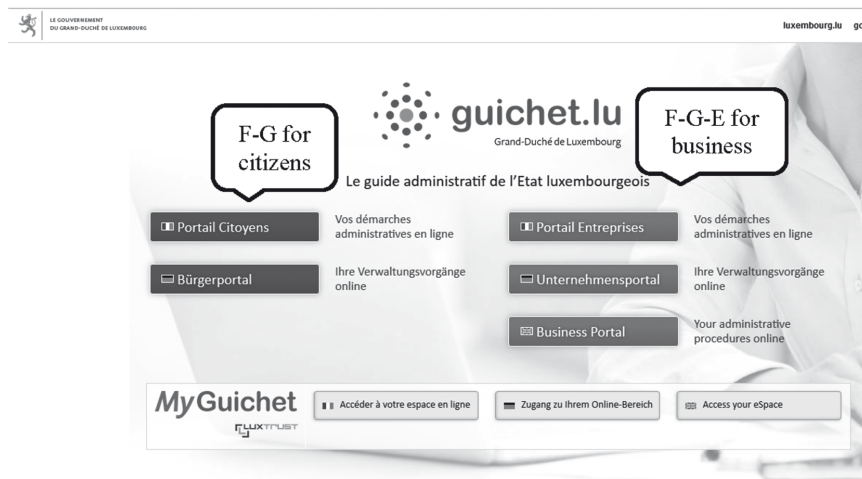 LE GOUVERNEMENT
DU GRAND-DUCHÉ DE LUXEMBOURG
luxembourg.lu go
guichet.lu
Grand-Duché de Luxembourg
F-G for
citizens
F-G-E for
business
Le guide administratif de l'Etat luxembourgeois
Portail Citoyens
Vos démarches
administratives en ligne
Portail Entreprises
Vos démarches
administratives en ligne
Bürgerportal
Ihre Verwaltungsvorgänge
online
Unternehmensportal
Ihre Verwaltungsvorgänge
online
Business Portal
Your administrative
procedures online
MyGuichet
LUXTRUST
Accéder à votre espace en ligne
Zugang zu Ihrem Online-Bereich
Access your eSpace